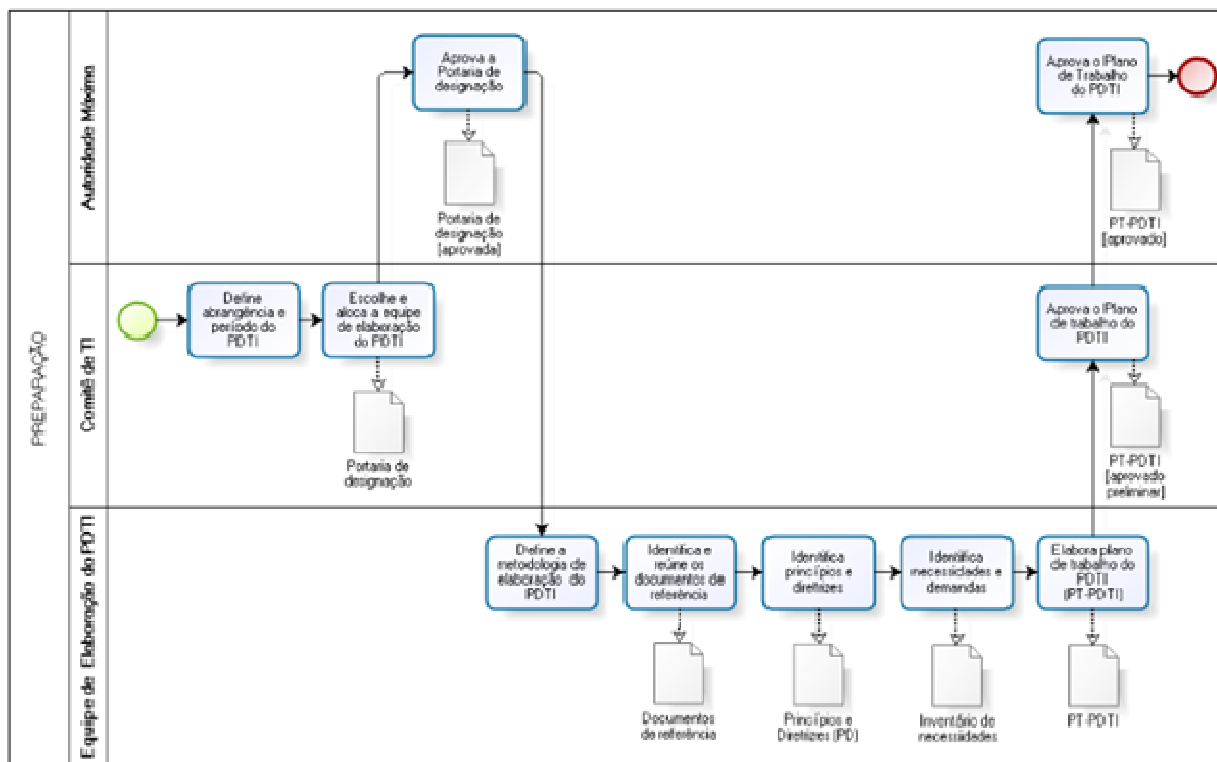 PREPARAÇÃO
Autoridade Máxima
Aprova a
Portaria de
designação
Portaria de
designação
[aprovada]
Aprova o Plano
de Trabalho
do PDTI
PT-PDTI
[aprovado]
Comitê de TI
Define
abrangência e
período do
PDTI
Escolhe e
aloca a equipe
de elaboração
do PDTI
Portaria de
designação
Aprova o Plano
de trabalho do
PDTI
PT-PDTI
[aprovado
preliminar]
Equipe de Elaboração do PDTI
Define a
metodologia de
elaboração do
PDTI
Identifica e
reúne os
documentos de
referência
Documentos
de referência
Identifica
princípios e
diretrizes
Princípios e
Diretrizes (PD)
Identifica
necessidades e
demandas
Inventário de
necessidades
Elabora plano
de trabalho do
PDTI
(PT-PDTI)
PT-PDTI